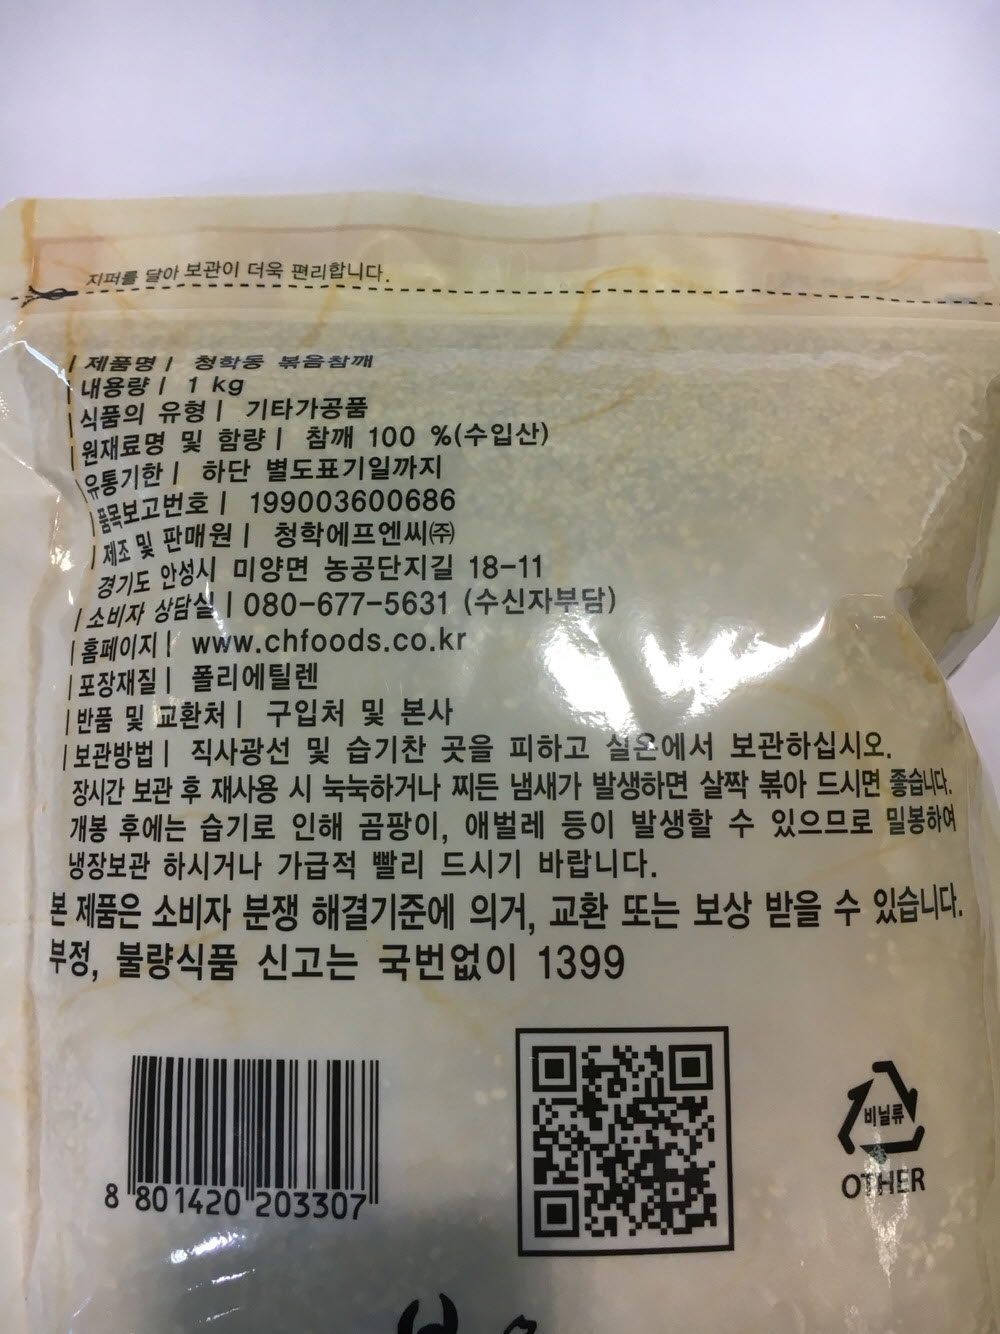 지퍼를 달아 보관이 더욱 편리합니다.
| 제품명 | 청학동 볶음참깨
| 내용량 | 1 kg
| 식품의 유형 | 기타가공품
| 원재료명 및 함량 | 참깨 100 %(수입산)
| 유통기한 | 하단 별도표기일까지
| 품목보고번호 | 199003600686
| 제조 및 판매원 | 청학에프엔씨㈜
경기도 안성시 미양면 농공단지길 18-11
| 소비자 상담실 | 080-677-5631 (수신자부담)
| 홈페이지 | www.chfoods.co.kr
| 포장재질 | 폴리에틸렌
| 반품 및 교환처 | 구입처 및 본사
| 보관방법 | 직사광선 및 습기찬 곳을 피하고 실온에서 보관하십시오.
장시간 보관 후 재사용 시 눅눅하거나 찌든 냄새가 발생하면 살짝 볶아 드시면 좋습니다.
개봉 후에는 습기로 인해 곰팡이, 애벌레 등이 발생할 수 있으므로 밀봉하여
냉장보관 하시거나 가급적 빨리 드시기 바랍니다.
본 제품은 소비자 분쟁 해결기준에 의거, 교환 또는 보상 받을 수 있습니다.
부정, 불량식품 신고는 국번없이 1399
비닐류
OTHER
8 801420 203307